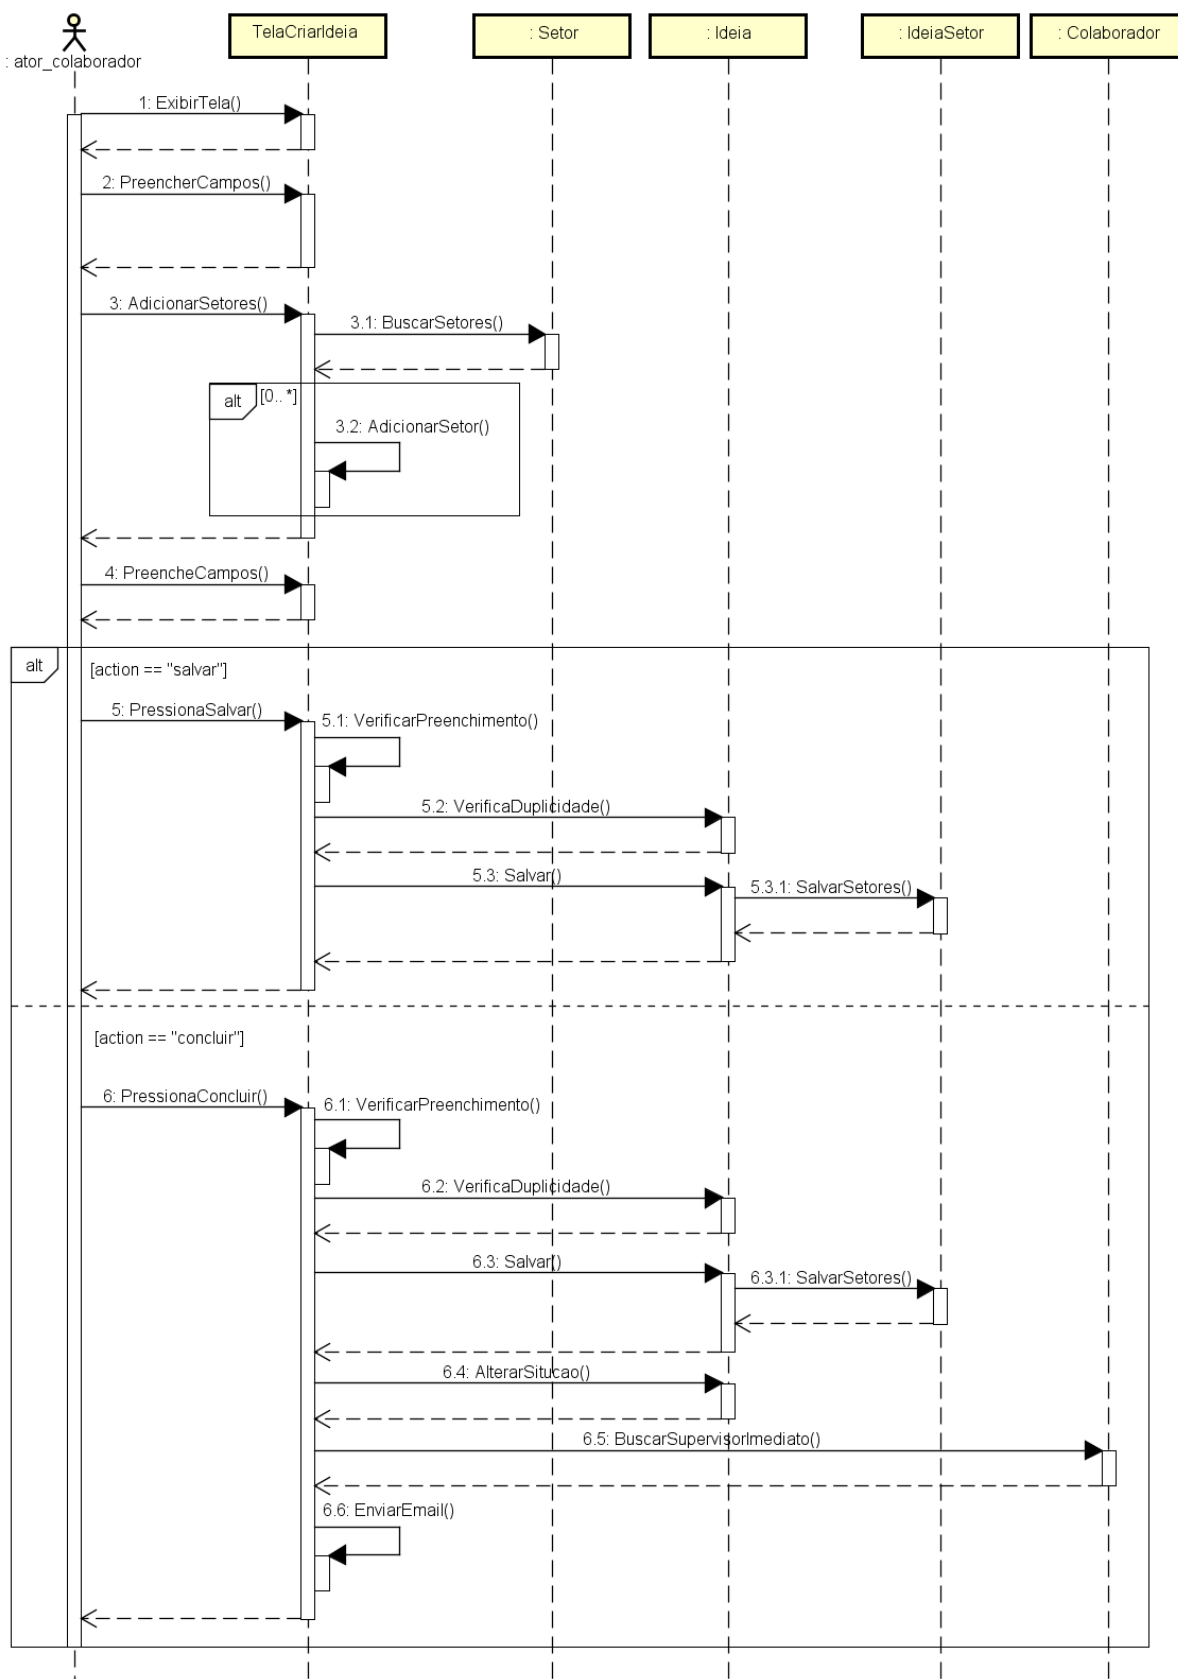 : ator_colaborador
TelaCriarIdeia
: Setor
: Ideia
: IdeiaSetor
: Colaborador
1: ExibirTela()
2: PreencherCampos()
3: AdicionarSetores()
3.1: BuscarSetores()
alt
[0.. *]
3.2: AdicionarSetor()
4: PreencheCampos()
alt
[action == "salvar"]
5: PressionaSalvar()
5.1: VerificarPreenchimento()
5.2: VerificaDuplicidade()
5.3: Salvar()
5.3.1: SalvarSetores()
[action == "concluir"]
6: PressionaConcluir()
6.1: VerificarPreenchimento()
6.2: VerificaDuplicidade()
6.3: Salvar()
6.3.1: SalvarSetores()
6.4: AlterarSitucao()
6.5: BuscarSupervisorImediato()
6.6: EnviarEmail()